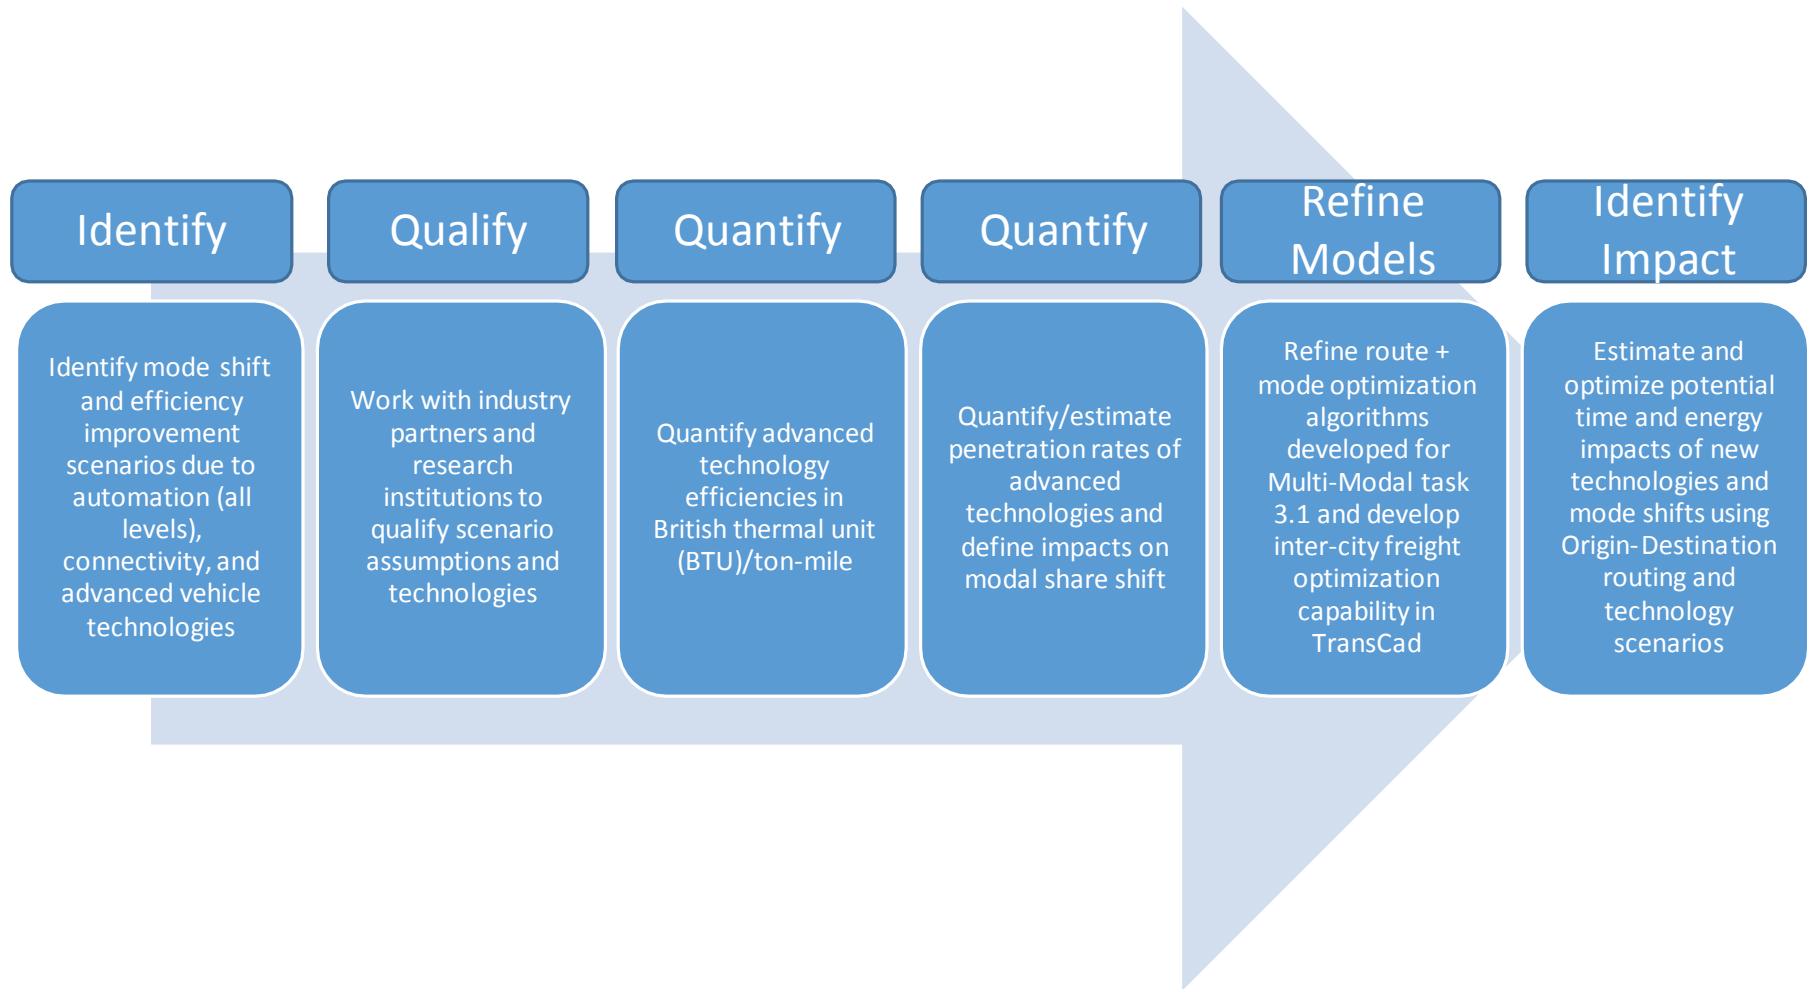 Identify
Identify mode shift
and efficiency
improvement
scenarios due to
automation (all
levels),
connectivity, and
advanced vehicle
technologies
Qualify
Work with industry
partners and
research
institutions to
qualify scenario
assumptions and
technologies
Quantify
Quantify advanced
technology
efficiencies in
British thermal unit
(BTU)/ton-mile
Quantify
Quantify/estimate
penetration rates of
advanced
technologies and
define impacts on
modal share shift
Refine
Models
Refine route +
mode optimization
algorithms
developed for
Multi-Modal task
3.1 and develop
inter-city freight
optimization
capability in
TransCad
Identify
Impact
Estimate and
optimize potential
time and energy
impacts of new
technologies and
mode shifts using
Origin-Destination
routing and
technology
scenarios